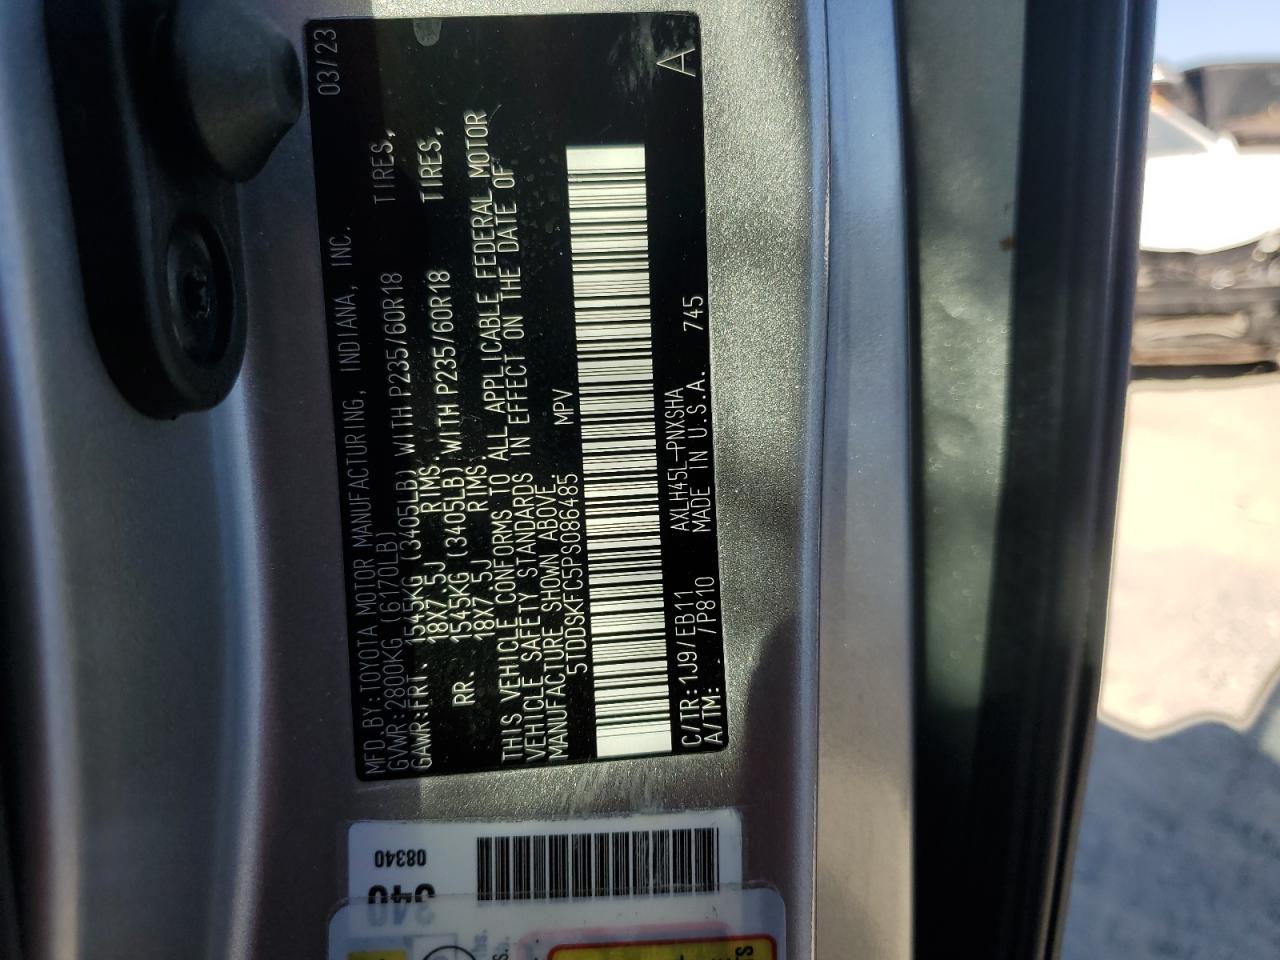 MFD.BY:TOYOTA MOTOR MANUFACTURING, INDIANA, INC. 03/23
GVWR:2800KG (6170LB)
GAWR:FRT. 1545KG (3405LB) WITH P235/60R18 TIRES,
18X7.5J RIMS,
RR. 1545KG (3405LB) WITH P235/60R18 TIRES,
18X7.5J RIMS,
THIS VEHICLE CONFORMS TO ALL APPLICABLE FEDERAL MOTOR
VEHICLE SAFETY STANDARDS IN EFFECT ON THE DATE OF
MANUFACTURE SHOWN ABOVE.
5TDDSKFC5PS086485 MPV
C/TR:1J9/EB11 AXLH45L-PNXSHA
A/TM: /P810 MADE IN U.S.A. 745 A
08340
340